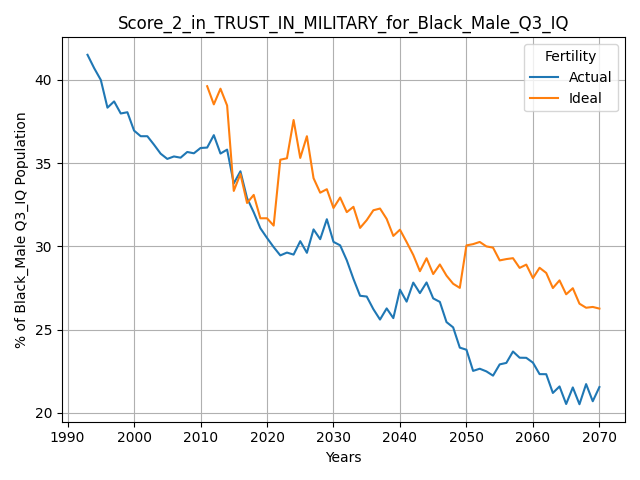 Score_2_in_TRUST_IN_MILITARY_for_Black_Male_Q3_IQ
Fertility
Actual
Ideal
% of Black_Male Q3_IQ Population
40
35
30
25
20
1990
2000
2010
2020
2030
2040
2050
2060
2070
Years